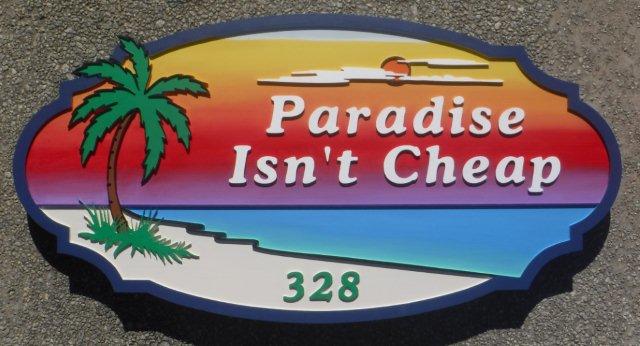 Paradise
Isn't Cheap
328